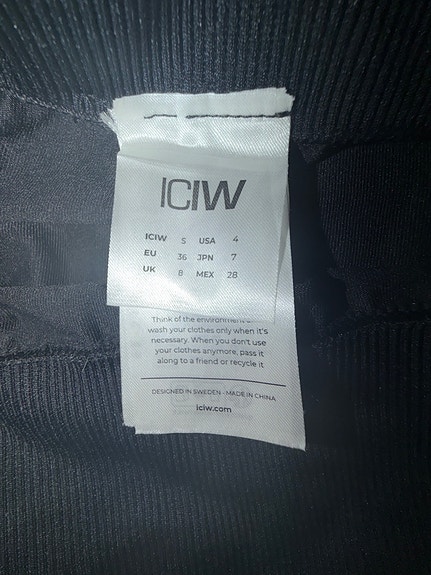 ICIW
ICIW S USA 4
EU 36 JPN 7
UK 8 MEX 28
Think of the environment
wash your clothes only when it's
necessary. When you don't use
your clothes anymore, pass it
along to a friend or recycle it
DESIGNED IN SWEDEN - MADE IN CHINA
iciw.com